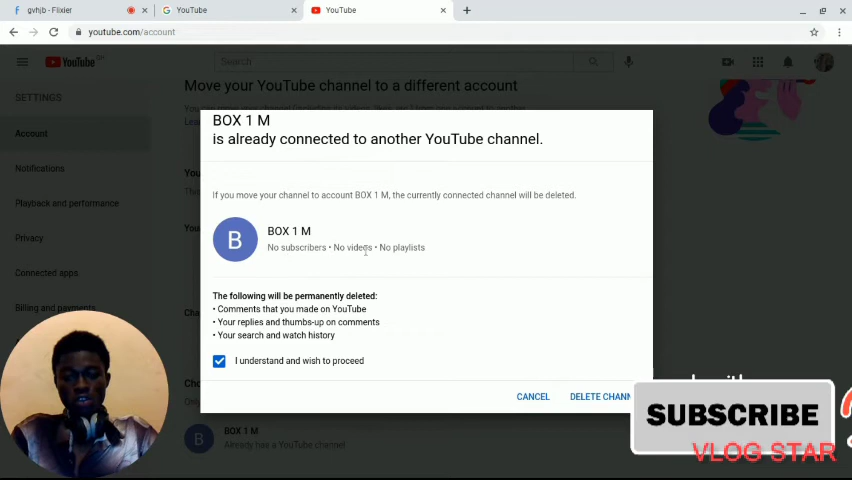 gvhjb - Flixier
YouTube
YouTube
youtube.com/account
YouTube
Search
Move your YouTube channel to a different account
SETTINGS
Account
Notifications
Playback and performance
Privacy
Connected apps
Billing and payments
BOX 1 M
is already connected to another YouTube channel.
If you move your channel to account BOX 1 M, the currently connected channel will be deleted.
B
BOX 1 M
No subscribers • No videos • No playlists
The following will be permanently deleted:
• Comments that you made on YouTube
• Your replies and thumbs-up on comments
• Your search and watch history
I understand and wish to proceed
CANCEL
DELETE CHANN
B
BOX 1 M
Already has a YouTube channel
SUBSCRIBE
VLOG STAR